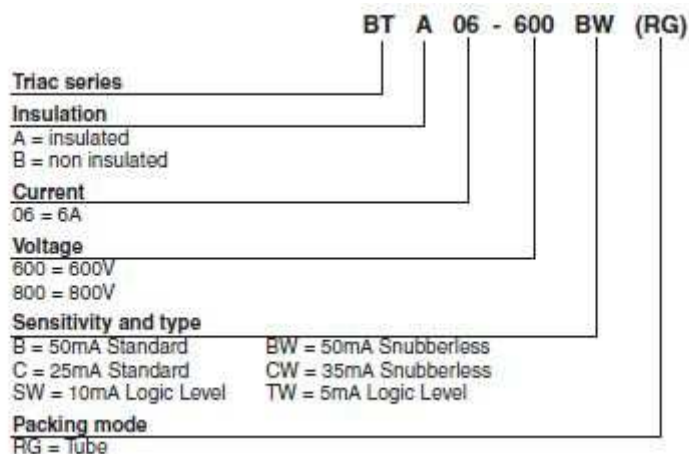 BT A 06 - 600 BW (RG)
Triac series
Insulation
A = insulated
B = non insulated
Current
06 = 6A
Voltage
600 = 600V
800 = 800V
Sensitivity and type
B = 50mA Standard BW = 50mA Snubberless
C = 25mA Standard CW = 35mA Snubberless
SW = 10mA Logic Level TW = 5mA Logic Level
Packing mode
RG = Tube